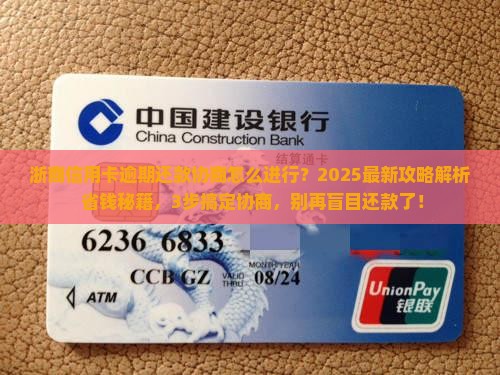 中国建设银行
China Construction Bank
结算通卡
浙商信用卡逾期还款协商怎么进行？2025最新攻略解析
省钱秘籍，3步搞定协商，别再盲目还款了！
6236 6833
MONTH/YEAR
CCB GZ VALID THRU 08/24
ATM
UnionPay
银联